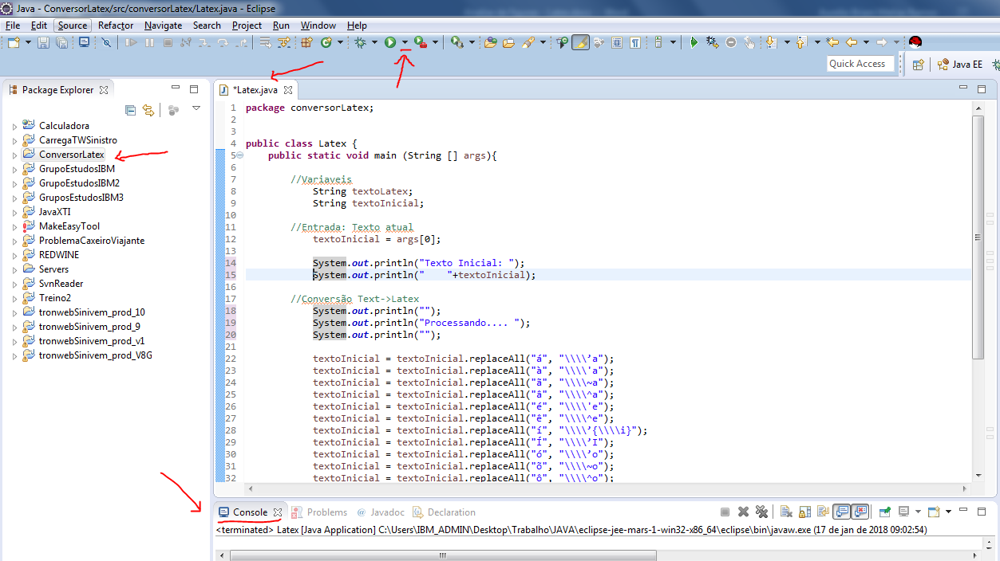 Java - ConversorLatex/src/conversorLatex/Latex.java - Eclipse
File Edit Source Refactor Navigate Search Project Run Window Help
Quick Access
Java EE
Package Explorer
Calculadora
CarregaTWSinistro
ConversorLatex
GrupoEstudosIBM
GrupoEstudosIBM2
GruposEstudosIBM3
JavaXTI
MakeEasyTool
ProblemaCaxeiroViajante
REDWINE
Servers
SvnReader
Treino2
tronwebSinivem_prod_10
tronwebSinivem_prod_9
tronwebSinivem_prod_v1
tronwebSinivem_prod_V8G
*Latex.java
1 package conversorLatex;
2
3
4 public class Latex {
5 public static void main (String [] args){
6
7 //Variaveis
8 String textoLatex;
9 String textoInicial;
10
11 //Entrada: Texto atual
12 textoInicial = args[0];
13
14 System.out.println("Texto Inicial: ");
15 System.out.println("    "+textoInicial);
16
17 //Conversão Text->Latex
18 System.out.println("");
19 System.out.println("Processando.... ");
20 System.out.println("");
21
22 textoInicial = textoInicial.replaceAll("á", "\\\\’a");
23 textoInicial = textoInicial.replaceAll("à", "\\\\'a");
24 textoInicial = textoInicial.replaceAll("ã", "\\\\~a");
25 textoInicial = textoInicial.replaceAll("â", "\\\\^a");
26 textoInicial = textoInicial.replaceAll("é", "\\\\'e");
27 textoInicial = textoInicial.replaceAll("ê", "\\\\^e");
28 textoInicial = textoInicial.replaceAll("í", "\\\\’{\\\\i}");
29 textoInicial = textoInicial.replaceAll("Í", "\\\\’I");
30 textoInicial = textoInicial.replaceAll("ó", "\\\\’o");
31 textoInicial = textoInicial.replaceAll("õ", "\\\\~o");
32 textoInicial = textoInicial.replaceAll("ô", "\\\\^o");
Console Problems @ Javadoc Declaration
<terminated> Latex [Java Application] C:\Users\IBM_ADMIN\Desktop\Trabalho\JAVA\eclipse-jee-mars-1-win32-x86_64\eclipse\bin\javaw.exe (17 de jan de 2018 09:02:54)